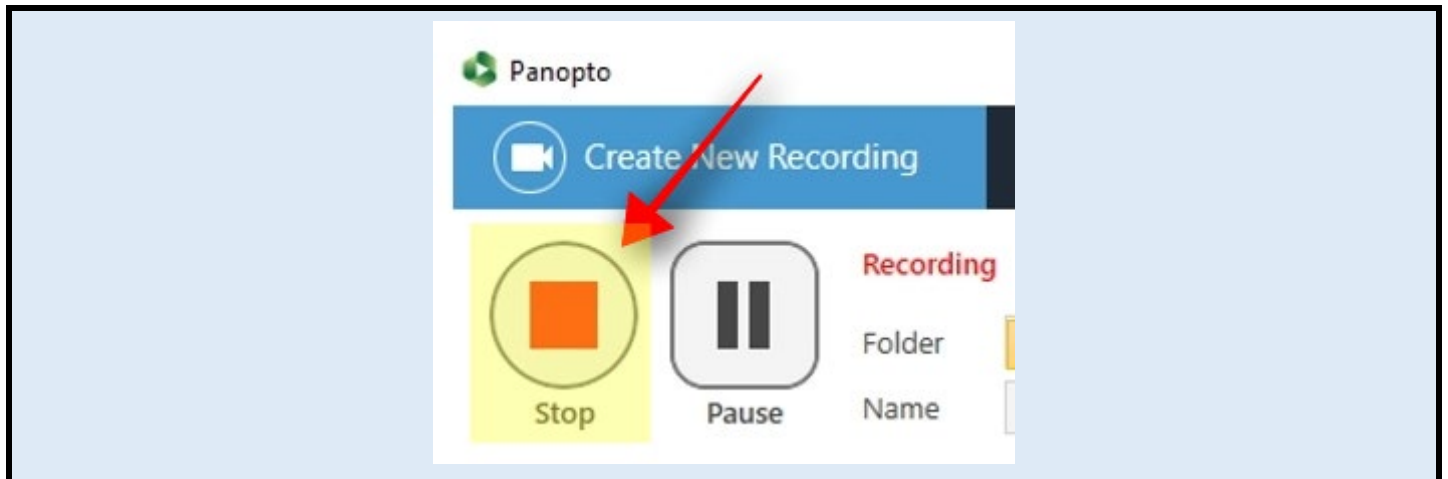 Panopto
Create New Recording
Recording
Folder
Name
Stop
Pause